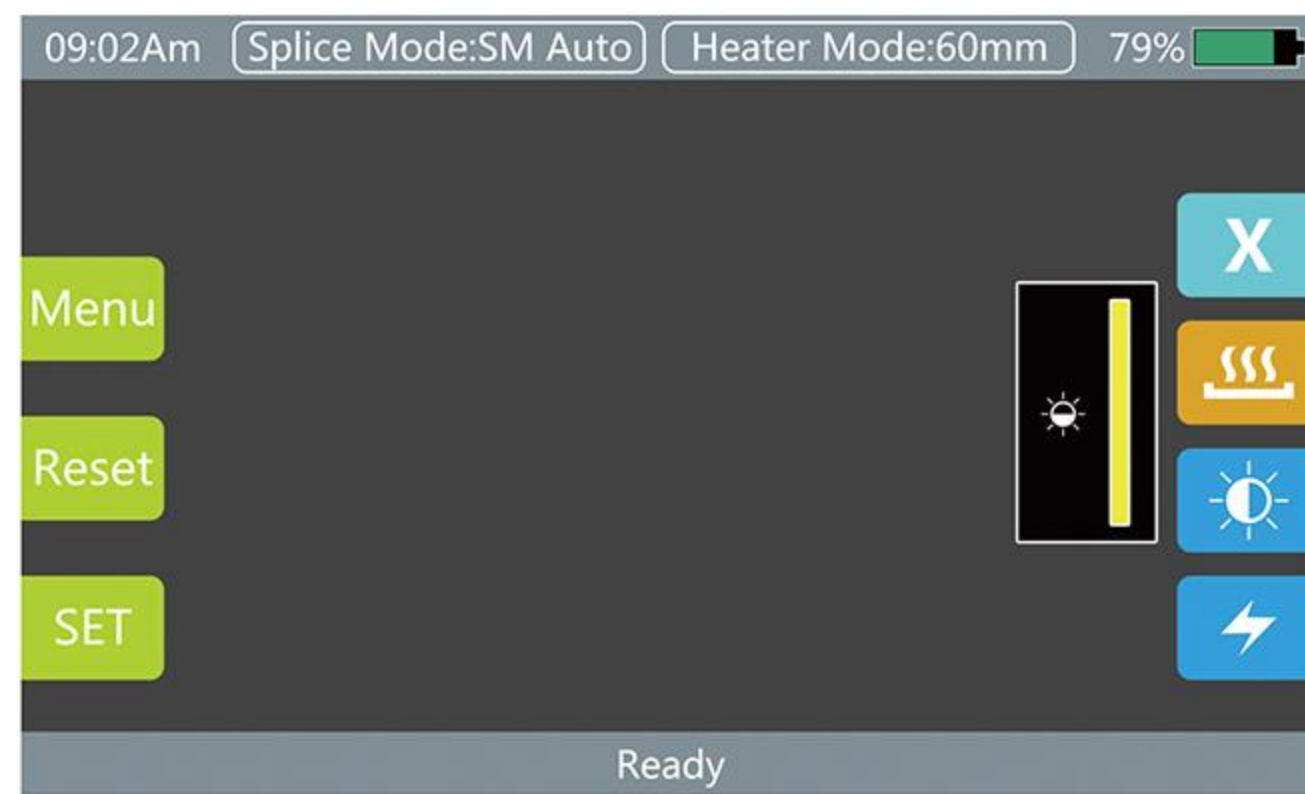 09:02Am Splice Mode:SM Auto Heater Mode:60mm 79%
X
Menu
Reset
SET
Ready